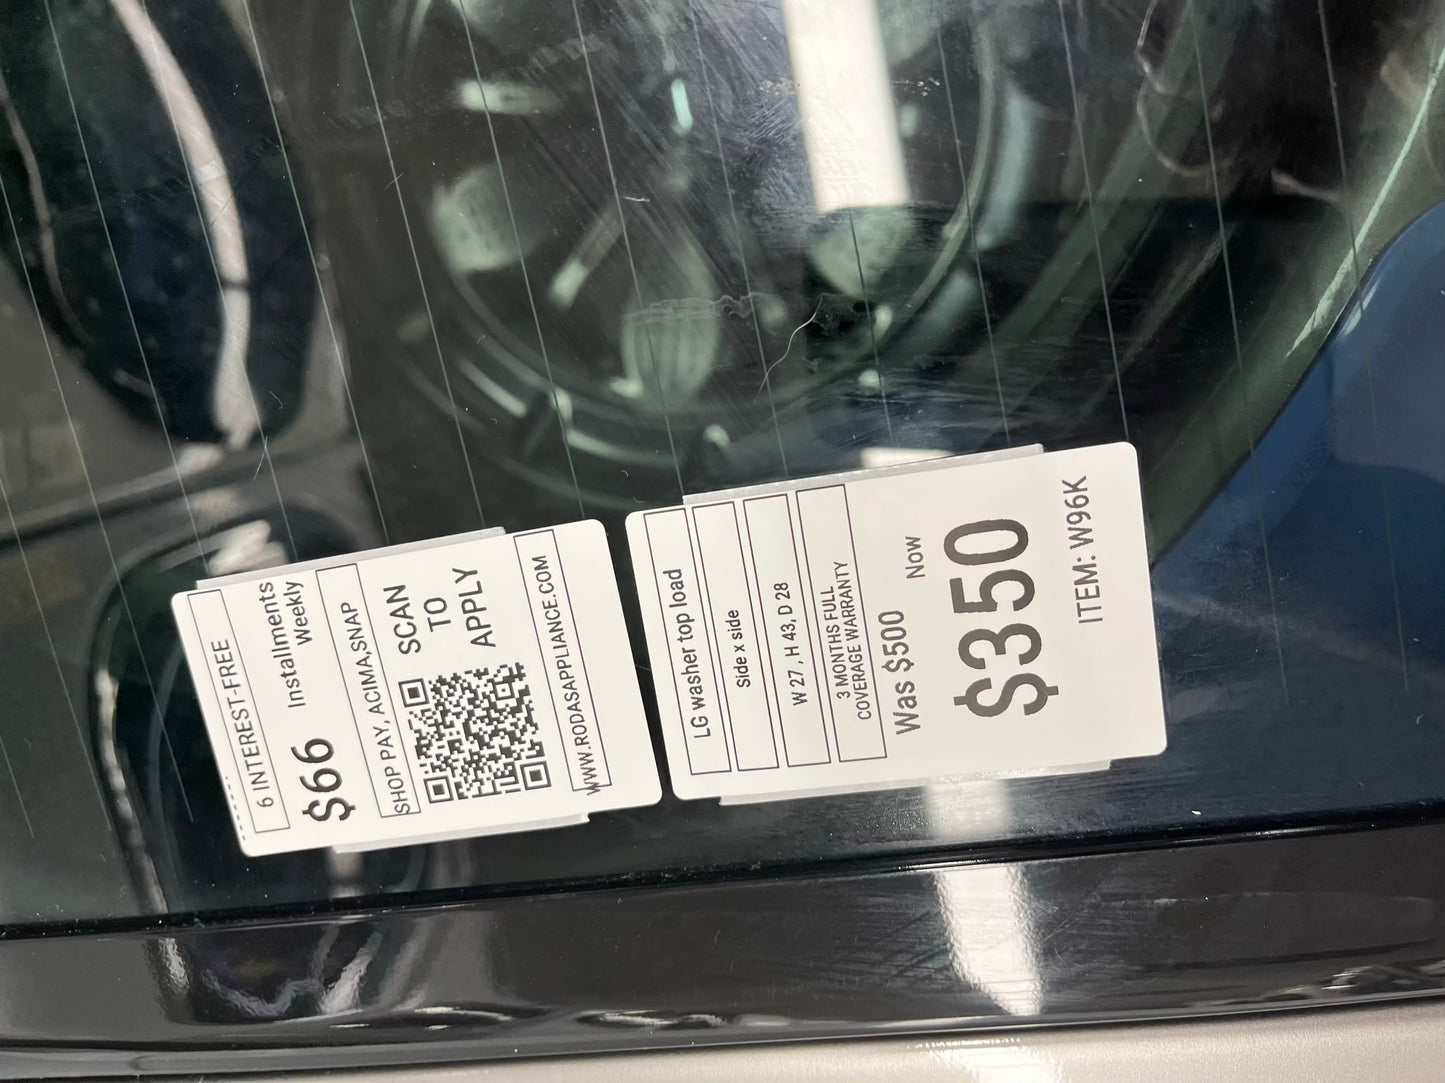 6 INTEREST-FREE
$66
Installments
Weekly
SHOP PAY, ACIMA,SNAP
SCAN
TO
APPLY
WWW.RODASAPPLIANCE.COM
LG washer top load
Side x side
W 27 , H 43, D 28
3 MONTHS FULL
COVERAGE WARRANTY
Was $500 Now
$350
ITEM: W96K